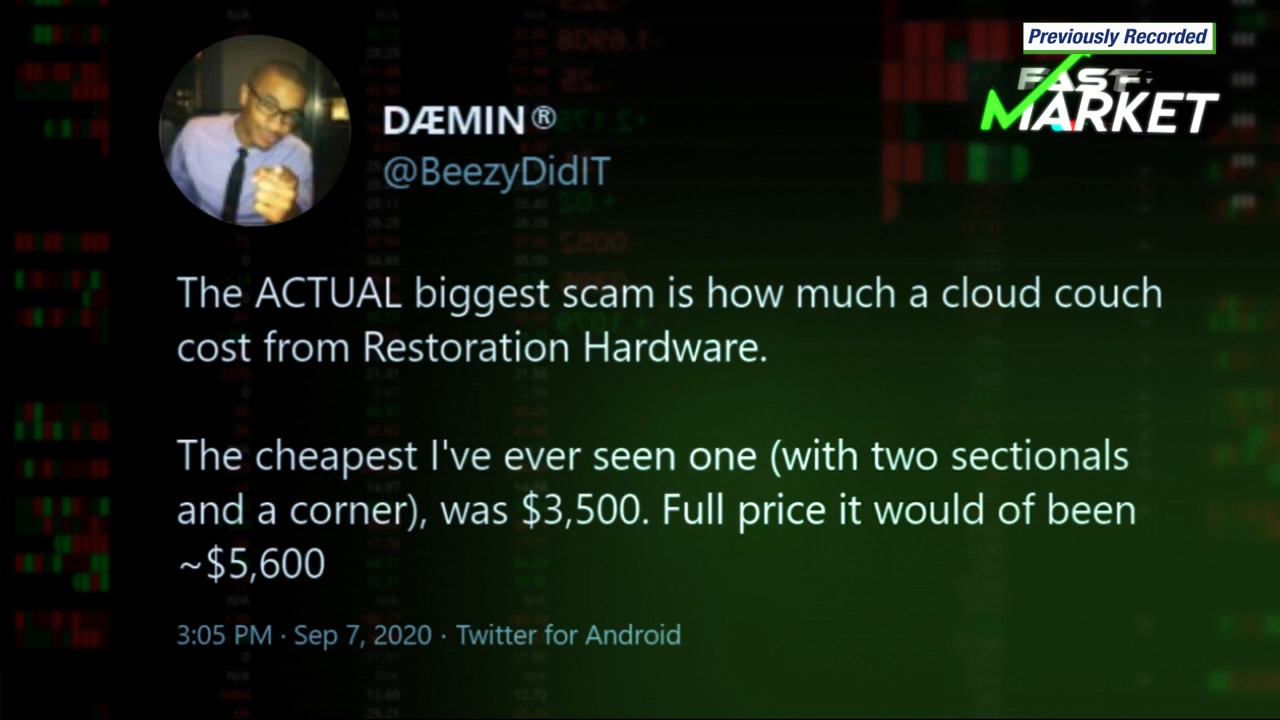 Previously Recorded
FAST
MARKET
DÆMIN®
@BeezyDidIT
The ACTUAL biggest scam is how much a cloud couch
cost from Restoration Hardware.
The cheapest I've ever seen one (with two sectionals
and a corner), was $3,500. Full price it would of been
~$5,600
3:05 PM · Sep 7, 2020 · Twitter for Android